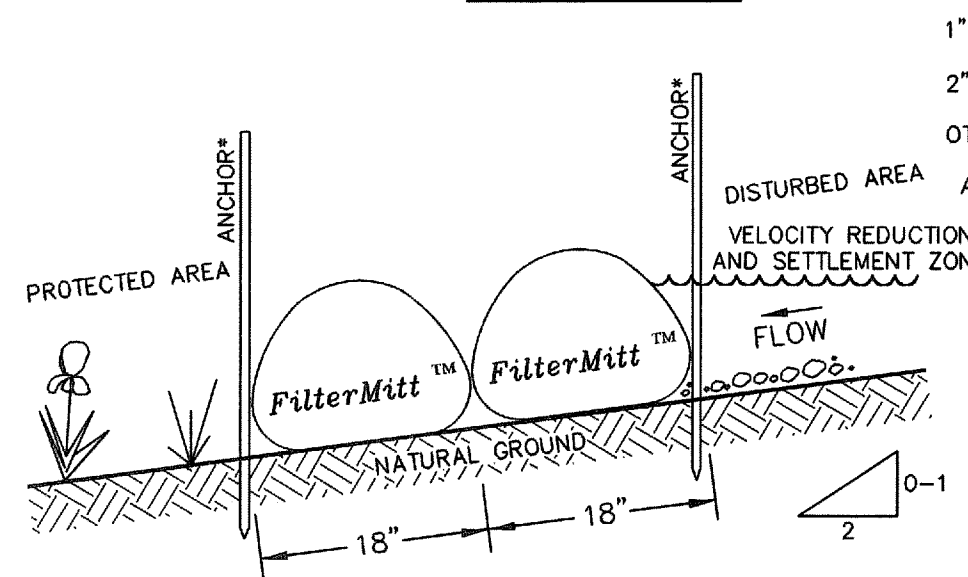 1"
2"
ANCHOR*
ANCHOR*
DISTURBED AREA
VELOCITY REDUCTION
AND SETTLEMENT ZON
PROTECTED AREA
FLOW
FilterMitt ™
FilterMitt ™
NATURAL GROUND
18"
18"
0-1
2